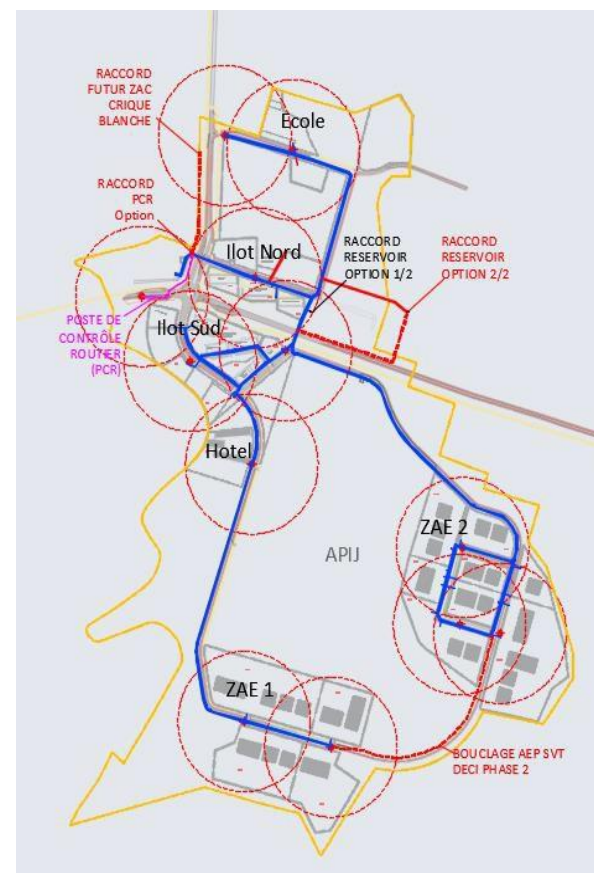 RACCORD
FUTUR ZAC
CRIQUE
BLANCHE
Ecole
RACCORD
PCR
Option
Ilot Nord
RACCORD
RESERVOIR
OPTION 1/2
RACCORD
RESERVOIR
OPTION 2/2
POSTE DE
CONTRÔLE
ROUTIER
(PCR)
Ilot Sud
Hotel
ZAE 2
APIJ
ZAE 1
BOUCLAGE AEP SVT
DECI PHASE 2